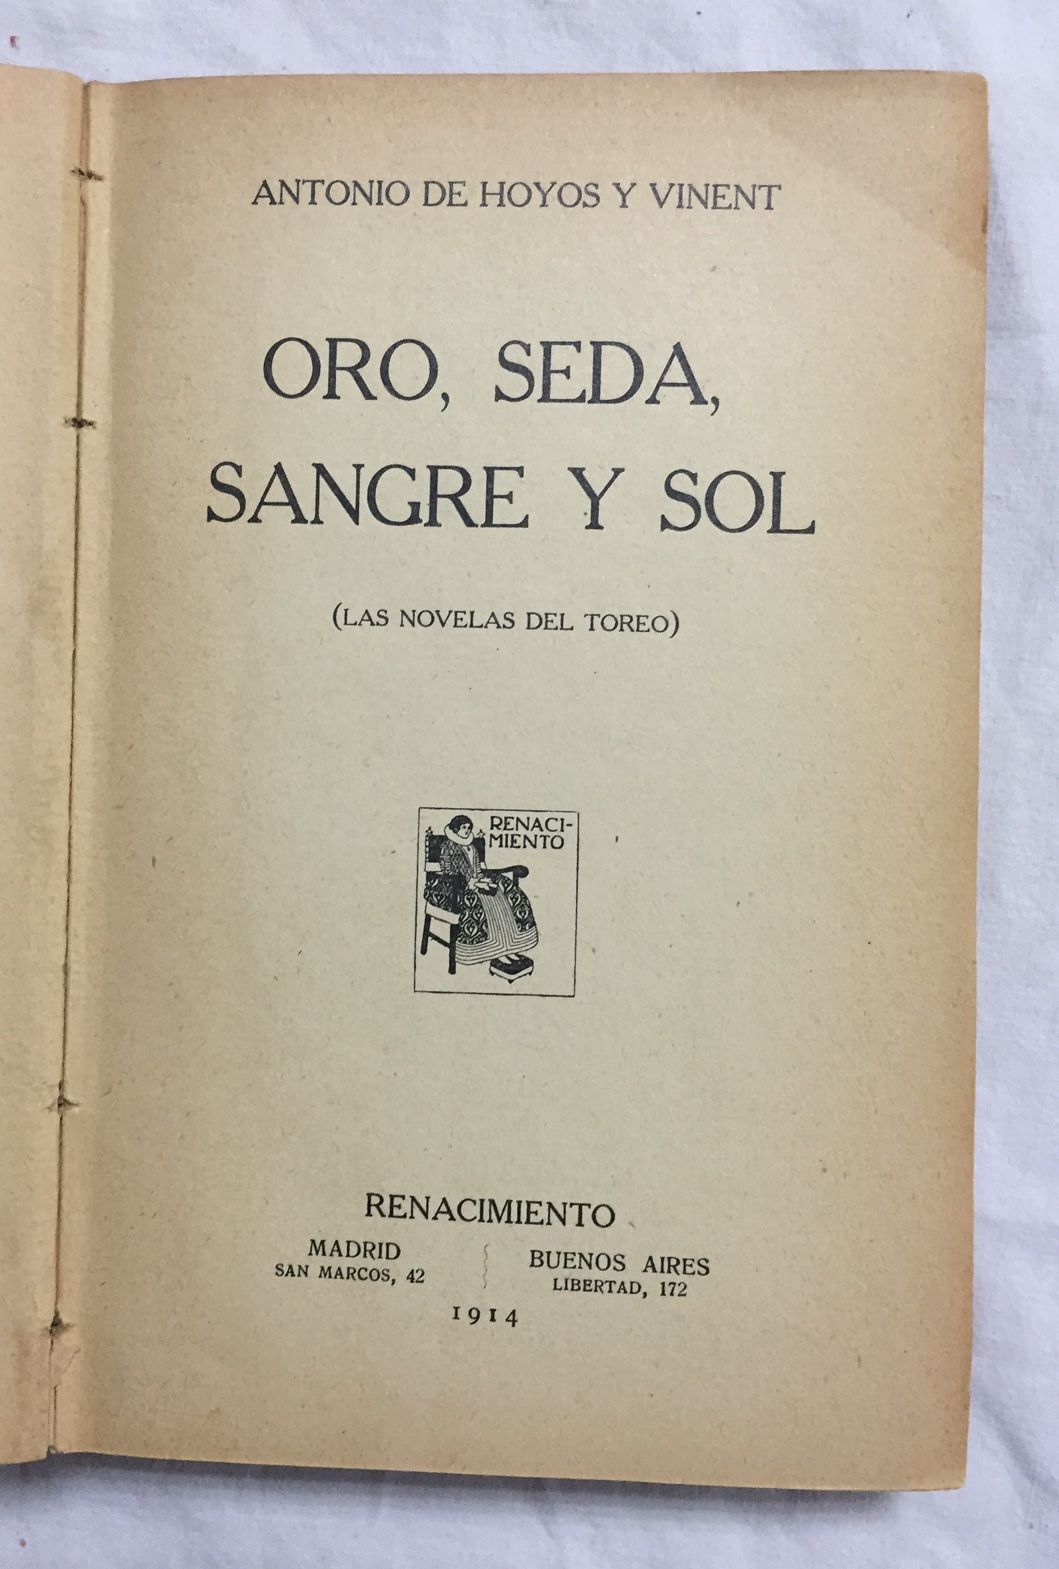 ANTONIO DE HOYOS Y VINENT
ORO, SEDA,
SANGRE Y SOL
(LAS NOVELAS DEL TOREO)
RENACI-
MIENTO
RENACIMIENTO
MADRID
SAN MARCOS, 42
BUENOS AIRES
LIBERTAD, 172
1914